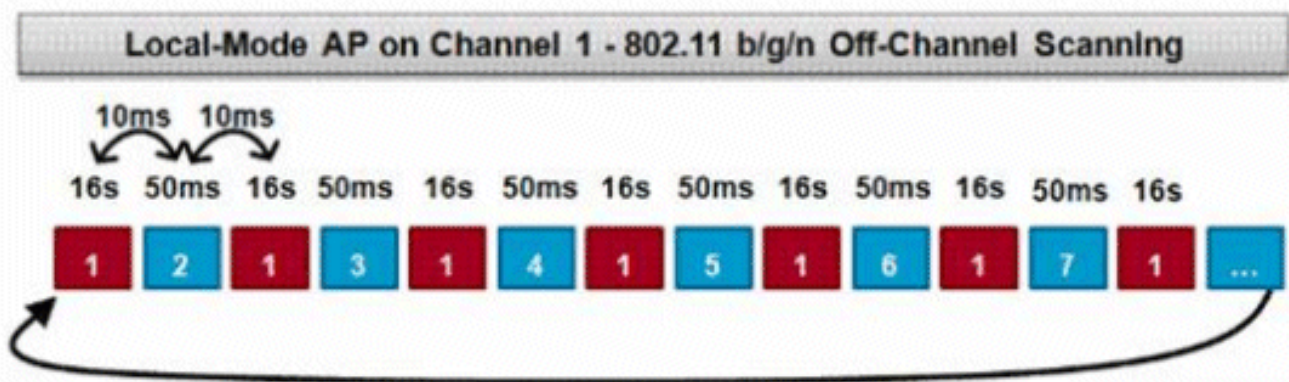 Local-Mode AP on Channel 1 - 802.11 b/g/n Off-Channel Scanning
10ms 10ms
16s 50ms 16s 50ms 16s 50ms 16s 50ms 16s 50ms 16s 50ms 16s
1 2 1 3 1 4 1 5 1 6 1 7 1 ...